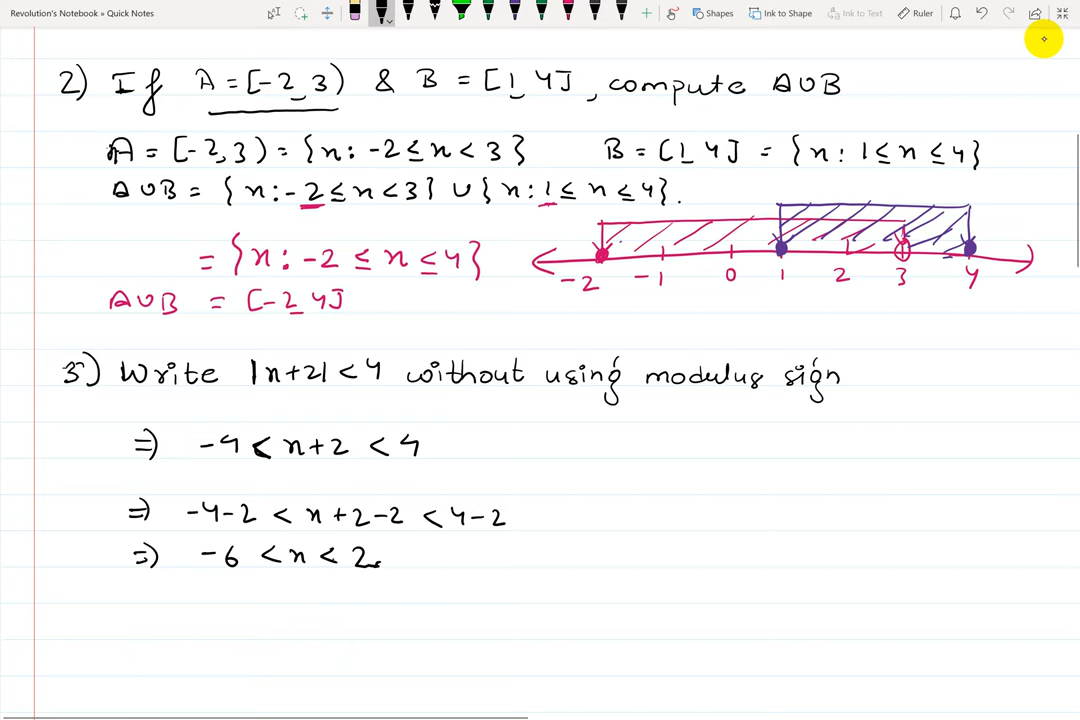 Revolution's Notebook » Quick Notes Shapes Ink to Shape Ink to Text Ruler
2) If A = [-2, 3) & B = [1, 4], compute A∪B
A = [-2, 3) = {x: -2 ≤ x < 3} B = [1, 4] = {x: 1 ≤ x ≤ 4}
A∪B = {x: -2 ≤ x < 3} ∪ {x: 1 ≤ x ≤ 4}.
= {x: -2 ≤ x ≤ 4}
-2 -1 0 1 2 3 4
A∪B = [-2, 4]
3) Write |x+2| < 4 without using modulus sign
⇒ -4 < x+2 < 4
⇒ -4-2 < x+2-2 < 4-2
⇒ -6 < x < 2.